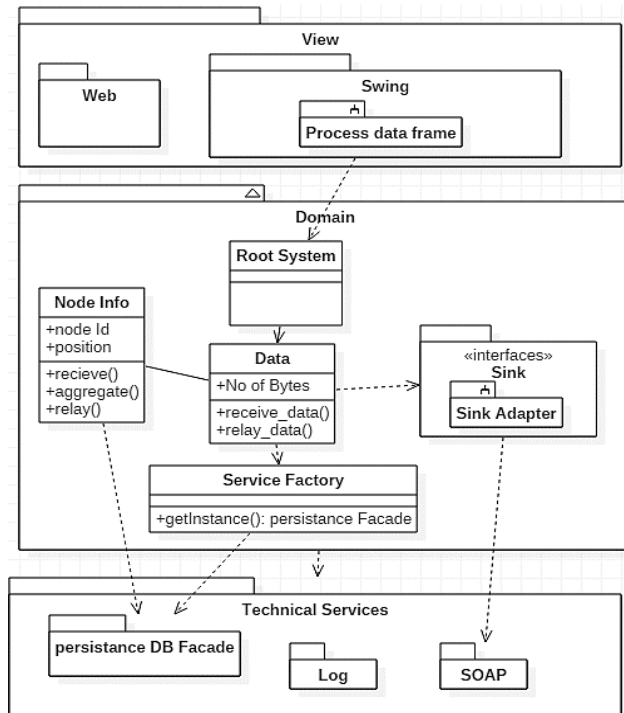 View
Web
Swing
Process data frame
Domain
Root System
Node Info
+node Id
+position
+recieve()
+aggregate()
+relay()
Data
+No of Bytes
+receive_data()
+relay_data()
«interfaces»
Sink
Sink Adapter
Service Factory
+getInstance(): persistance Facade
Technical Services
persistance DB Facade
Log
SOAP